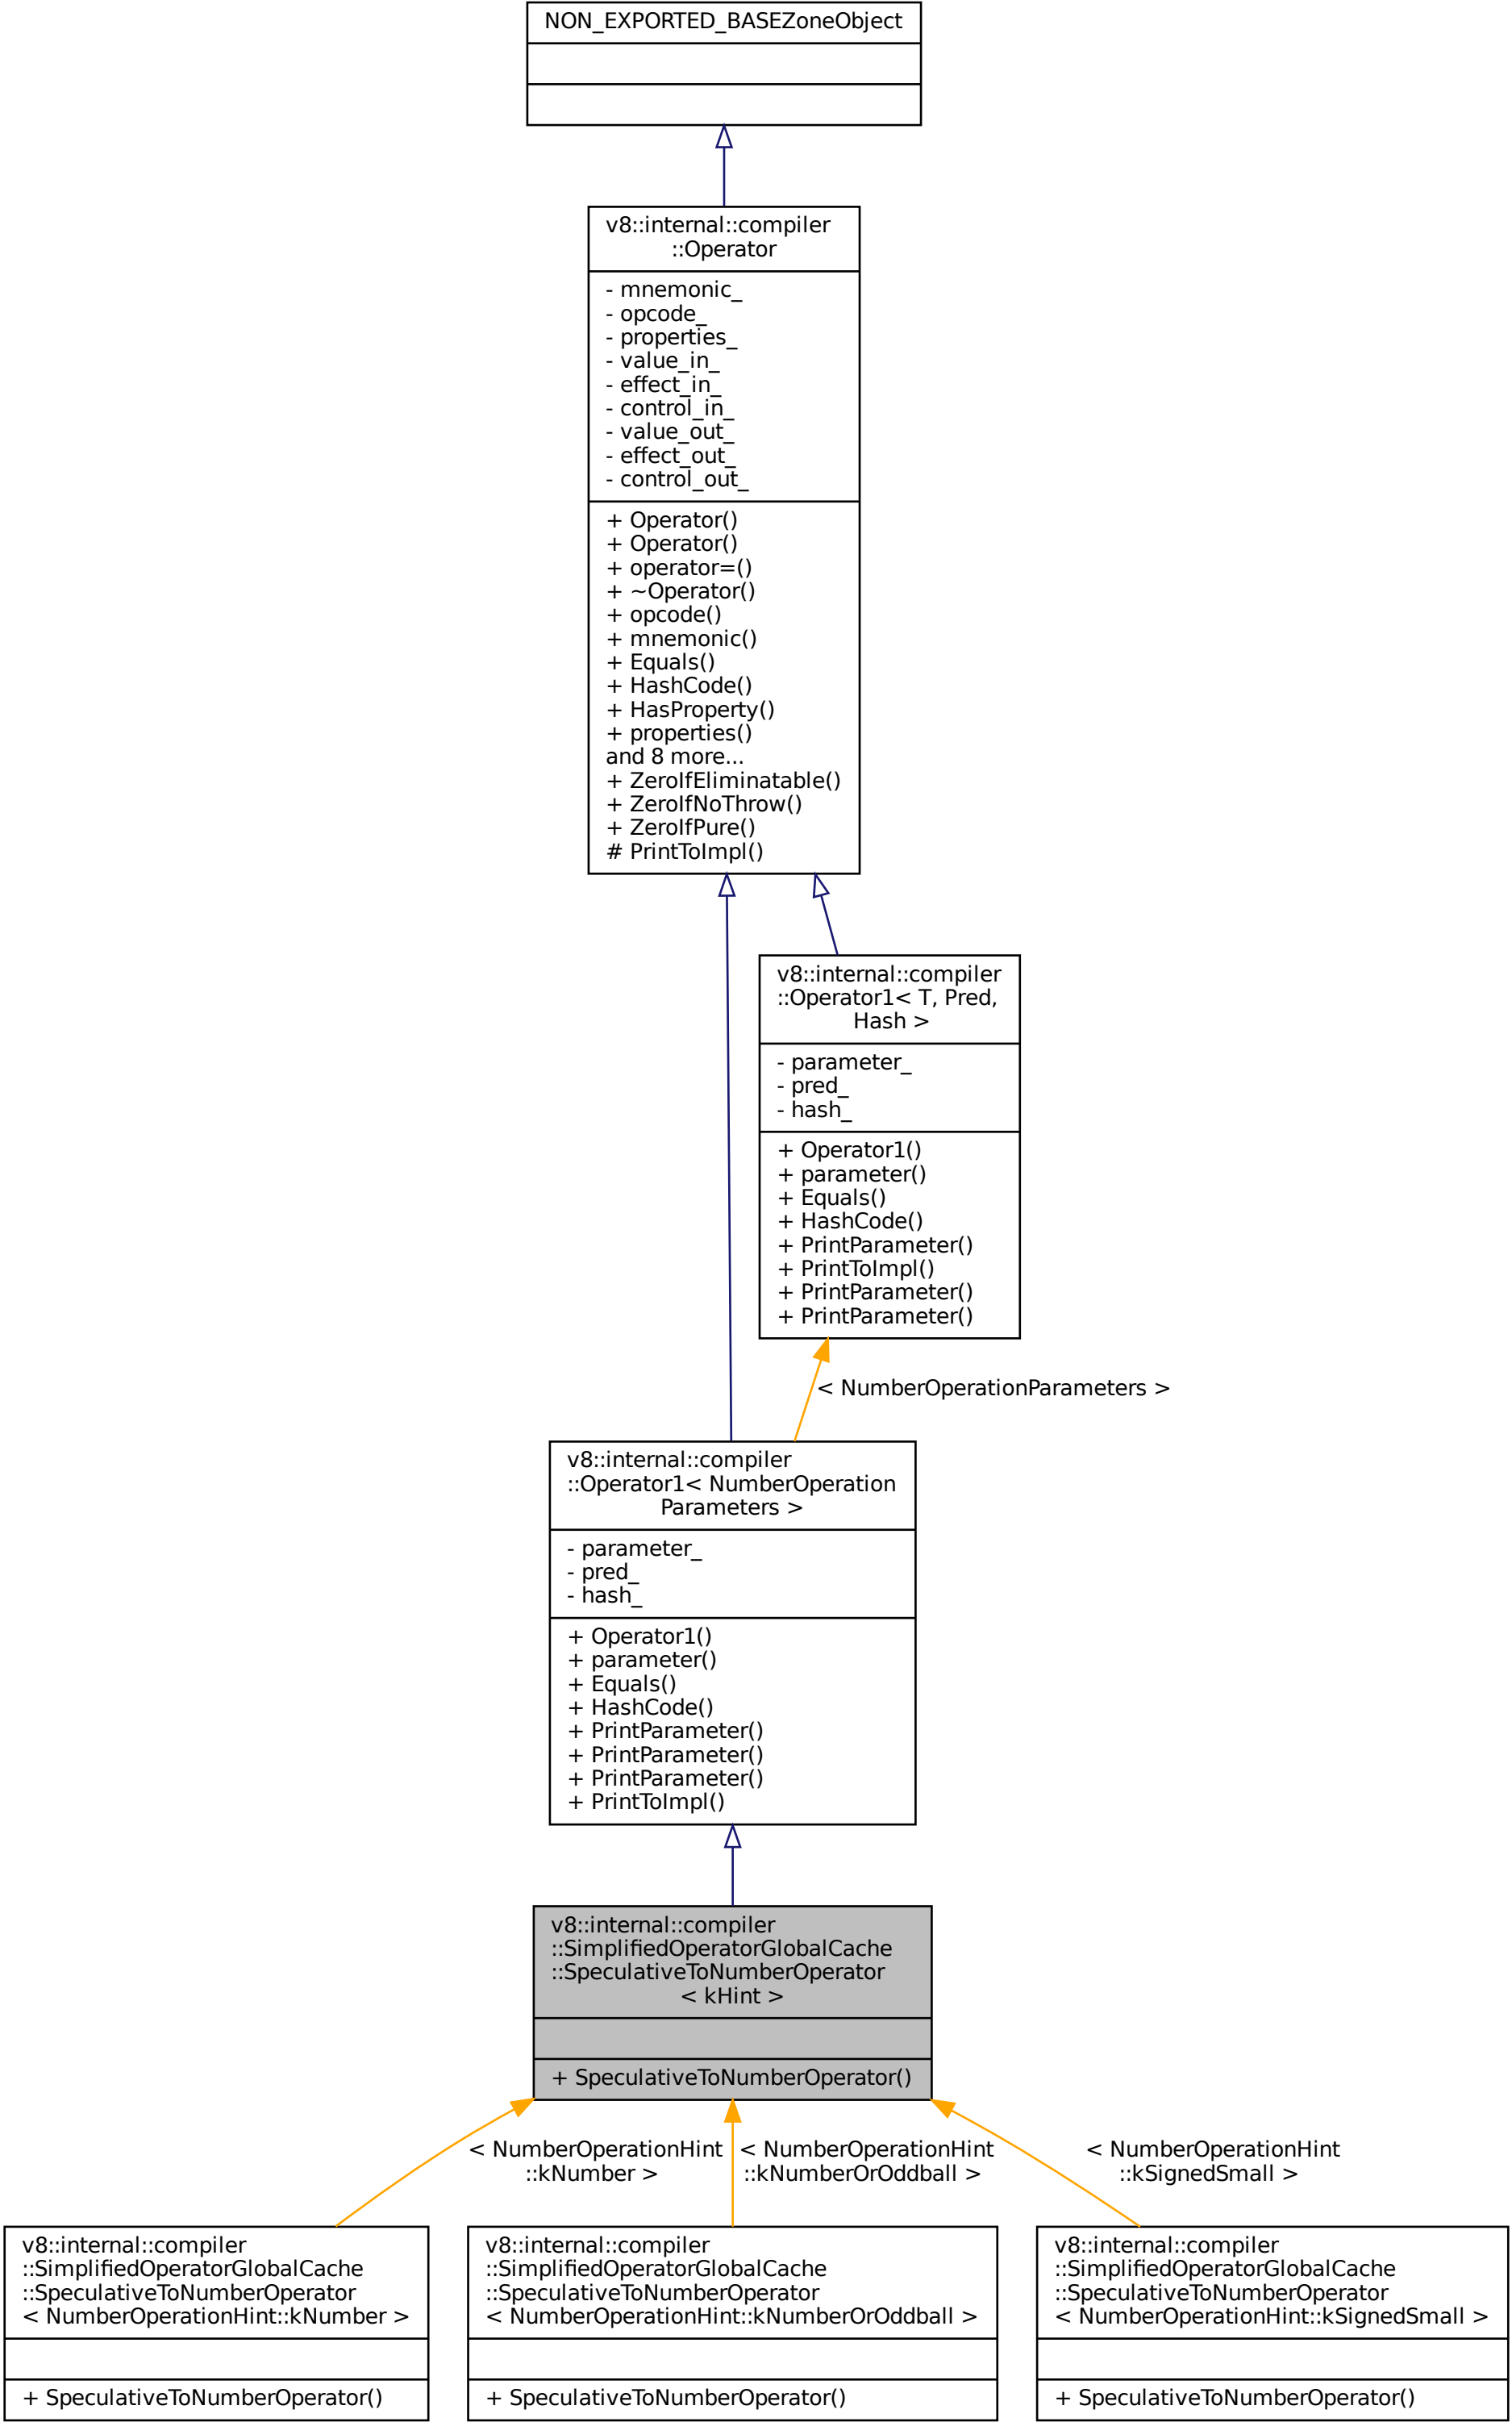 NON_EXPORTED_BASEZoneObject
v8::internal::compiler
::Operator
- mnemonic_
- opcode_
- properties_
- value_in_
- effect_in_
- control_in_
- value_out_
- effect_out_
- control_out_
+ Operator()
+ Operator()
+ operator=()
+ ~Operator()
+ opcode()
+ mnemonic()
+ Equals()
+ HashCode()
+ HasProperty()
+ properties()
and 8 more...
+ ZeroIfEliminatable()
+ ZeroIfNoThrow()
+ ZeroIfPure()
# PrintToImpl()
v8::internal::compiler
::Operator1< T, Pred,
Hash >
- parameter_
- pred_
- hash_
+ Operator1()
+ parameter()
+ Equals()
+ HashCode()
+ PrintParameter()
+ PrintToImpl()
+ PrintParameter()
+ PrintParameter()
< NumberOperationParameters >
v8::internal::compiler
::Operator1< NumberOperation
Parameters >
- parameter_
- pred_
- hash_
+ Operator1()
+ parameter()
+ Equals()
+ HashCode()
+ PrintParameter()
+ PrintParameter()
+ PrintParameter()
+ PrintToImpl()
v8::internal::compiler
::SimplifiedOperatorGlobalCache
::SpeculativeToNumberOperator
< kHint >
+ SpeculativeToNumberOperator()
< NumberOperationHint
::kNumber >
< NumberOperationHint
::kNumberOrOddball >
< NumberOperationHint
::kSignedSmall >
v8::internal::compiler
::SimplifiedOperatorGlobalCache
::SpeculativeToNumberOperator
< NumberOperationHint::kNumber >
+ SpeculativeToNumberOperator()
v8::internal::compiler
::SimplifiedOperatorGlobalCache
::SpeculativeToNumberOperator
< NumberOperationHint::kNumberOrOddball >
+ SpeculativeToNumberOperator()
v8::internal::compiler
::SimplifiedOperatorGlobalCache
::SpeculativeToNumberOperator
< NumberOperationHint::kSignedSmall >
+ SpeculativeToNumberOperator()